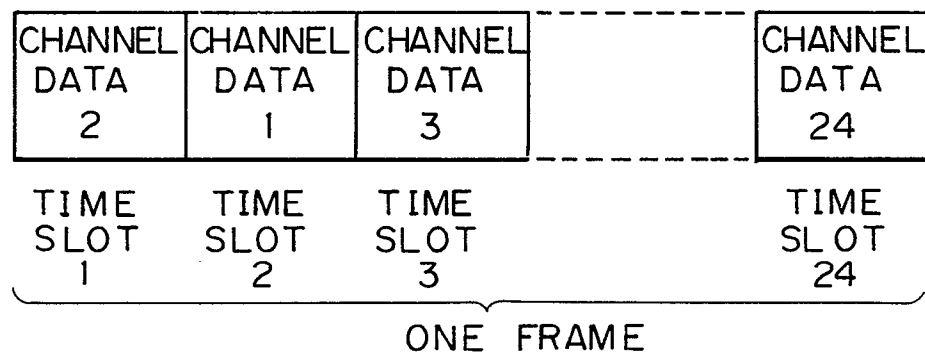 CHANNEL CHANNEL CHANNEL CHANNEL
DATA DATA DATA DATA
2 1 3 24
TIME TIME TIME TIME
SLOT SLOT SLOT SLOT
1 2 3 24
ONE FRAME